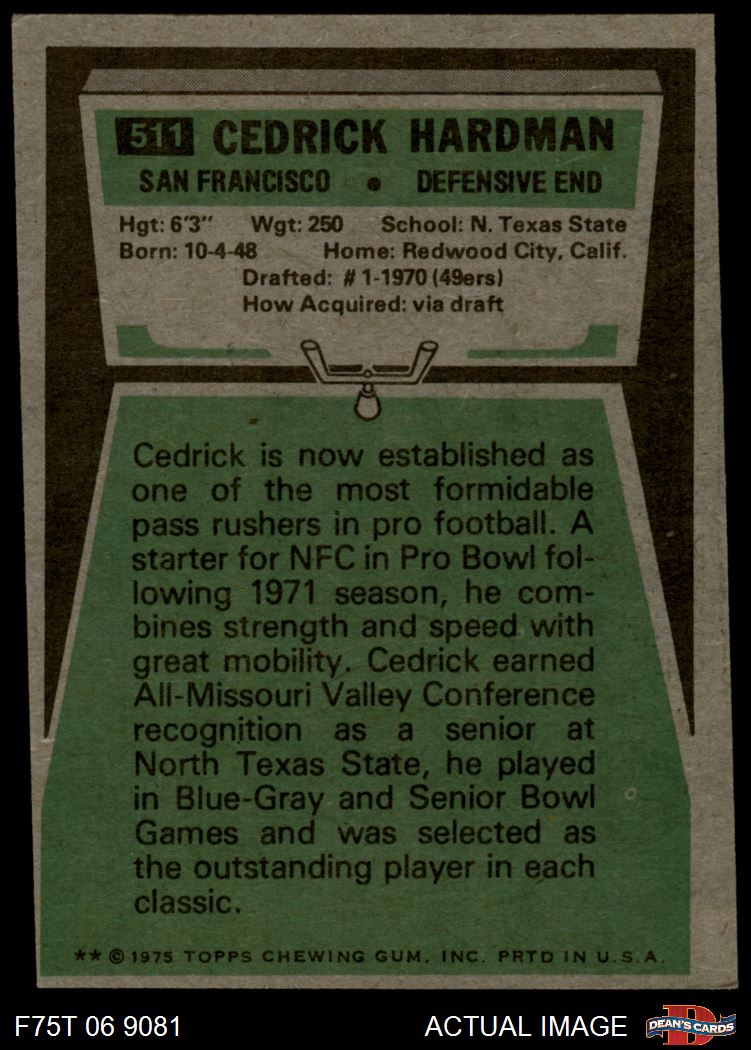 511 CEDRICK HARDMAN
SAN FRANCISCO • DEFENSIVE END
Hgt: 6'3" Wgt: 250 School: N. Texas State
Born: 10-4-48 Home: Redwood City, Calif.
Drafted: #1-1970 (49ers)
How Acquired: via draft
Cedrick is now established as
one of the most formidable
pass rushers in pro football. A
starter for NFC in Pro Bowl fol-
lowing 1971 season, he com-
bines strength and speed with
great mobility. Cedrick earned
All-Missouri Valley Conference
recognition as a senior at
North Texas State, he played
in Blue-Gray and Senior Bowl
Games and was selected as
the outstanding player in each
classic.
** © 1975 TOPPS CHEWING GUM, INC. PRTD IN U.S.A.
F75T 06 9081 ACTUAL IMAGE D DEAN'S CARDS